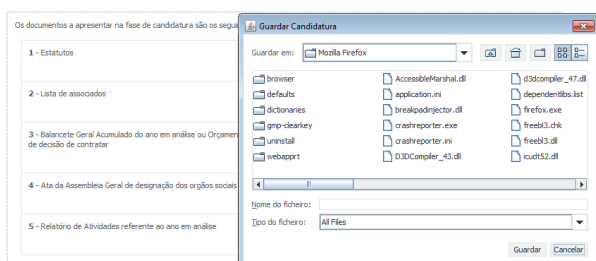 Os documentos a apresentar na fase de candidatura são os segui
1 - Estatutos
2 - Lista de associados
3 - Balancete Geral Acumulado do ano em análise ou Orçamen
de decisão de contratar
4 - Ata da Assembleia Geral de designação dos orgãos sociais
5 - Relatório de Atividades referente ao ano em análise
Guardar Candidatura
Guardar em: Mozilla Firefox
browser AccessibleMarshal.dll d3dcompiler_47.dll
defaults application.ini dependentlibs.list
dictionaries breakpadinjector.dll firefox.exe
gmp-clearkey crashreporter.exe freebl3.chk
uninstall crashreporter.ini freebl3.dll
webapprt D3DCompiler_43.dll icudt52.dll
Nome do ficheiro:
Tipo do ficheiro: All Files
Guardar Cancelar